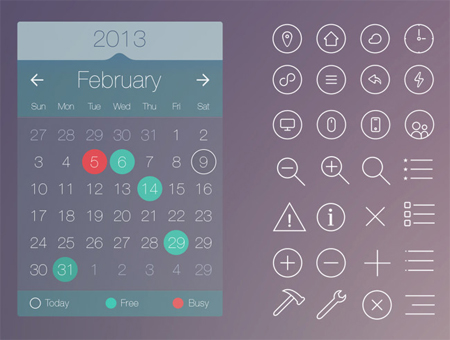 2013
February
Sun Mon Tue Wed Thu Fri Sat
27 28 29 30 31 1 2
3 4 5 6 7 8 9
10 11 12 13 14 15 16
17 18 19 20 21 22 23
24 25 26 27 28 29 29
30 31 1 2 3 4 29
Today Free Busy